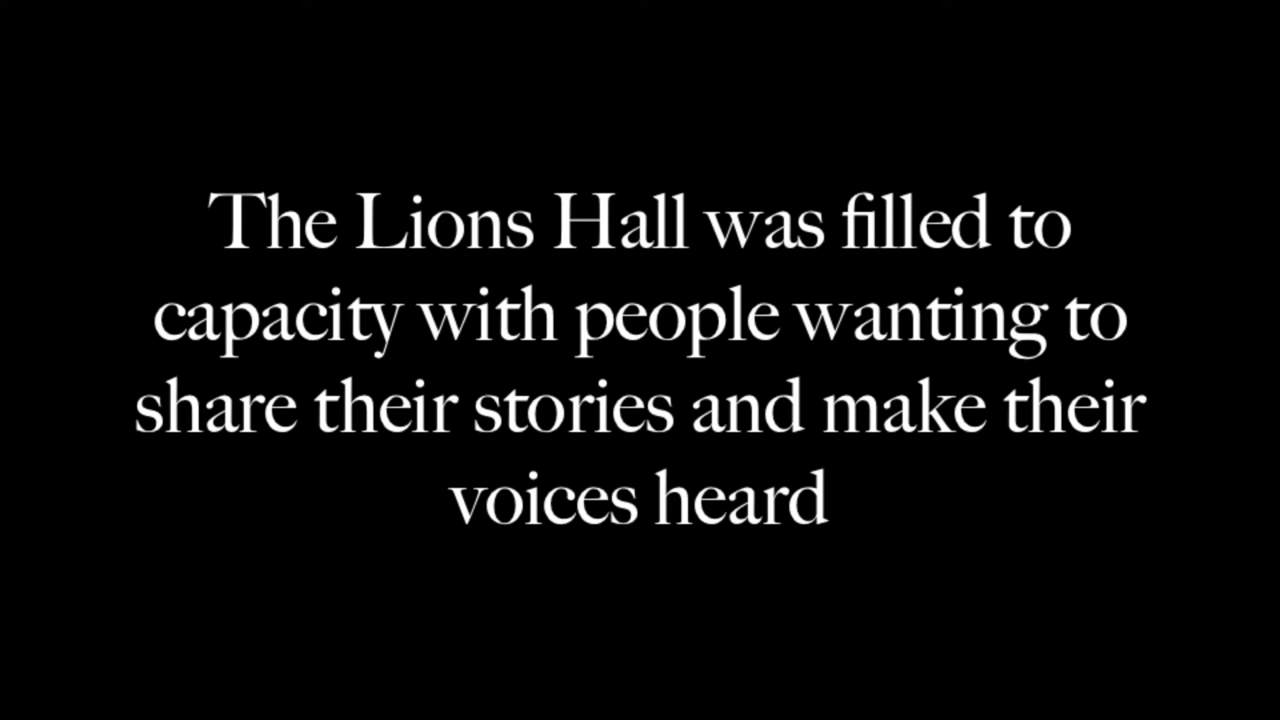 The Lions Hall was filled to
capacity with people wanting to
share their stories and make their
voices heard